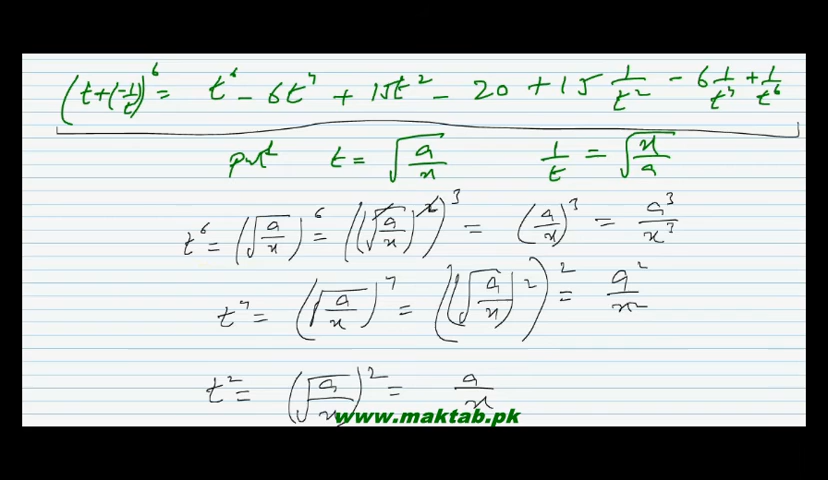 (t+(-1/t))^6 = t^6 - 6t^4 + 15t^2 - 20 + 15 1/t^2 - 6 1/t^4 + 1/t^6
put t = √(a/x) 1/t = √(x/a)
t^6 = (√(a/x))^6 = ((√(a/x))^2)^3 = (a/x)^3 = a^3/x^3
t^4 = (√(a/x))^4 = ((√(a/x))^2)^2 = a^2/x^2
t^2 = (√(a/x))^2 = a/x
www.maktab.pk